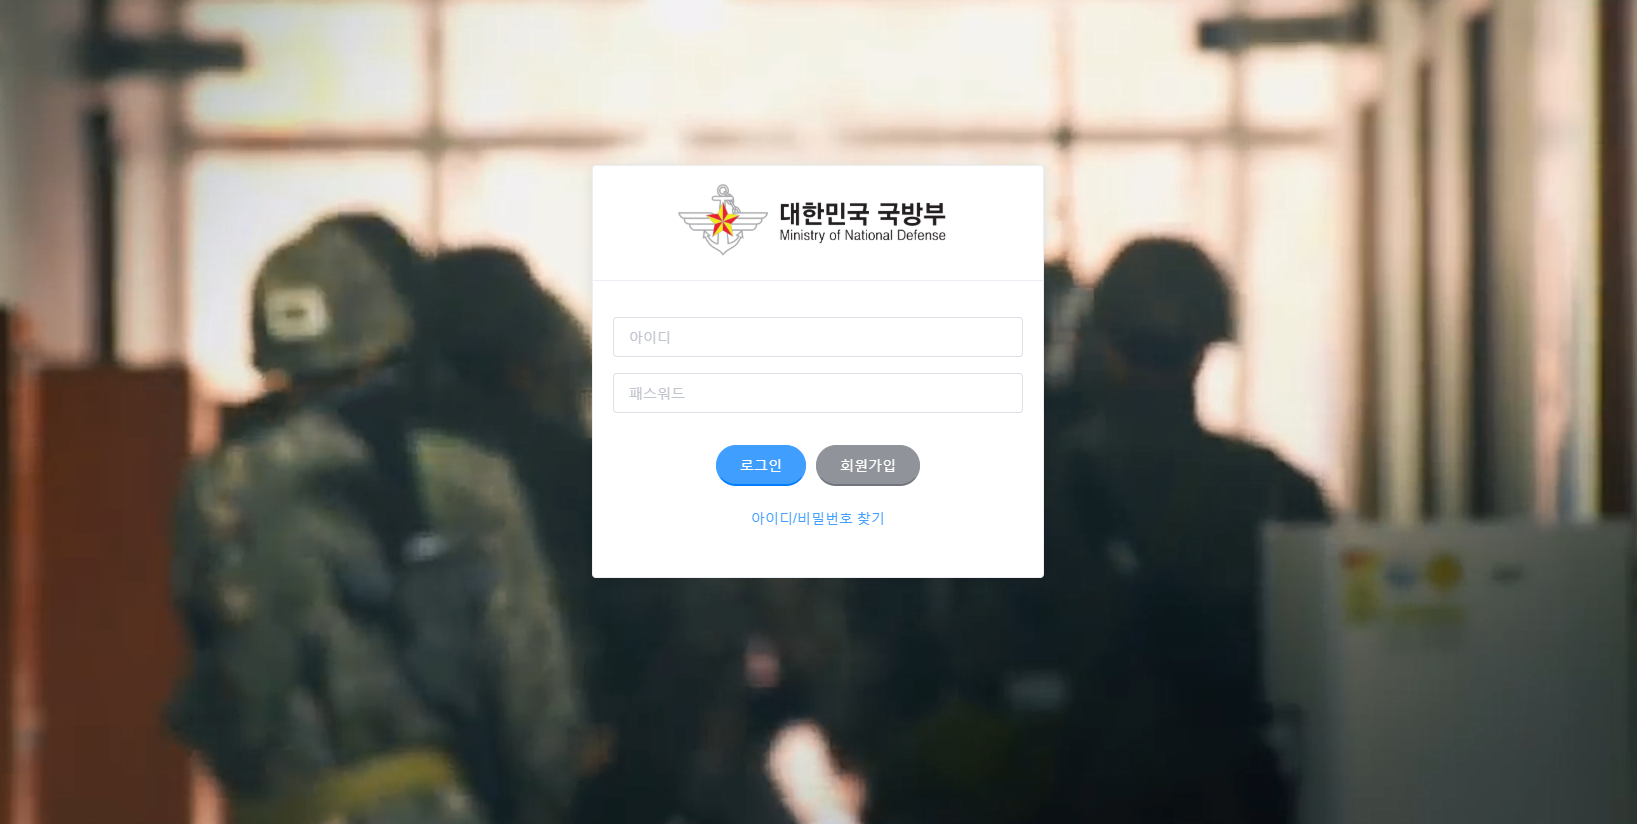 대한민국 국방부
Ministry of National Defense
아이디
패스워드
로그인 회원가입
아이디/비밀번호 찾기